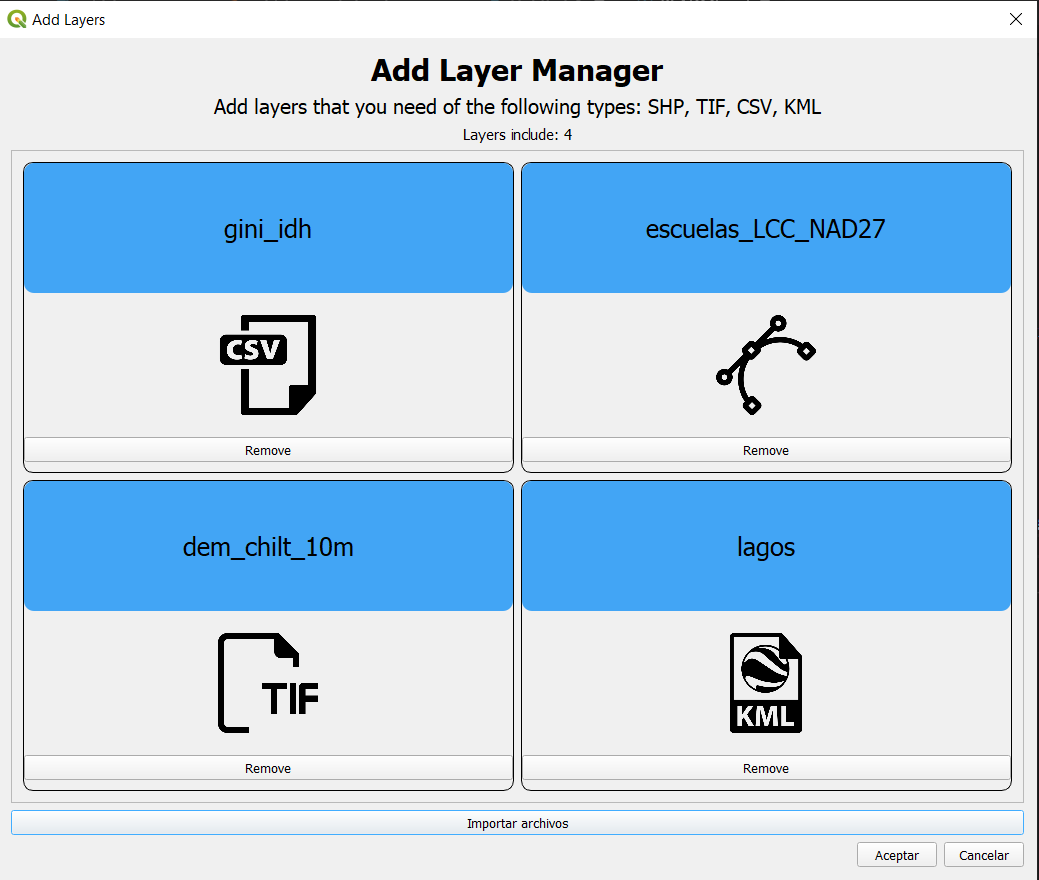 Add Layers
Add Layer Manager
Add layers that you need of the following types: SHP, TIF, CSV, KML
Layers include: 4
gini_idh
escuelas_LCC_NAD27
CSV
Remove
Remove
dem_chilt_10m
lagos
TIF
KML
Remove
Remove
Importar archivos
Aceptar
Cancelar